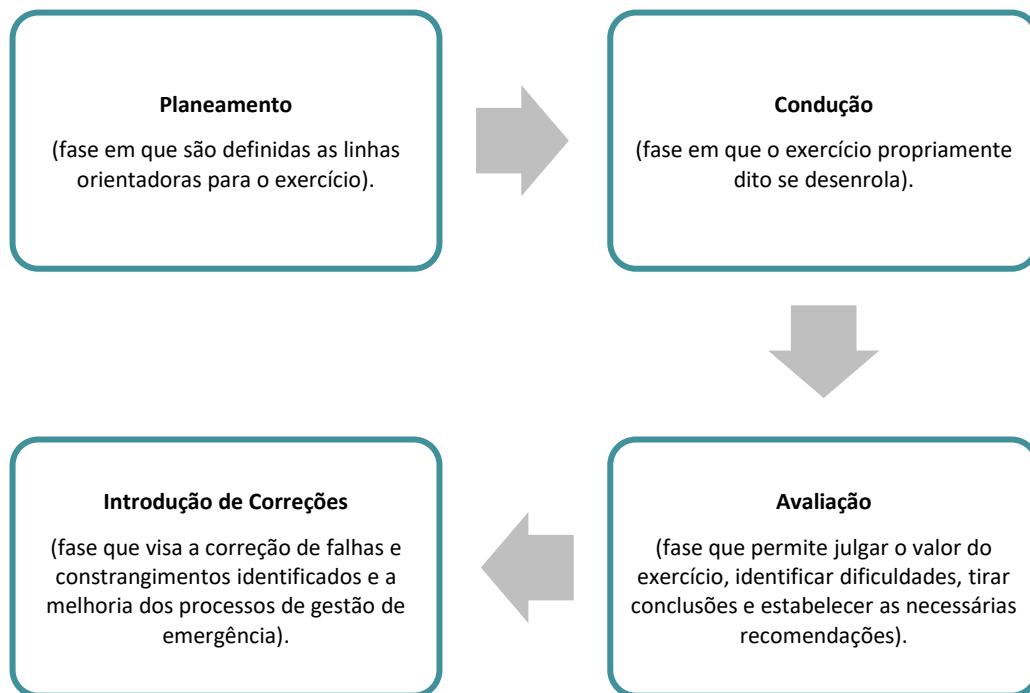 Planeamento
(fase em que são definidas as linhas
orientadoras para o exercício).
Condução
(fase em que o exercício propriamente
dito se desenrola).
Avaliação
(fase que permite julgar o valor do
exercício, identificar dificuldades, tirar
conclusões e estabelecer as necessárias
recomendações).
Introdução de Correções
(fase que visa a correção de falhas e
constrangimentos identificados e a
melhoria dos processos de gestão de
emergência).